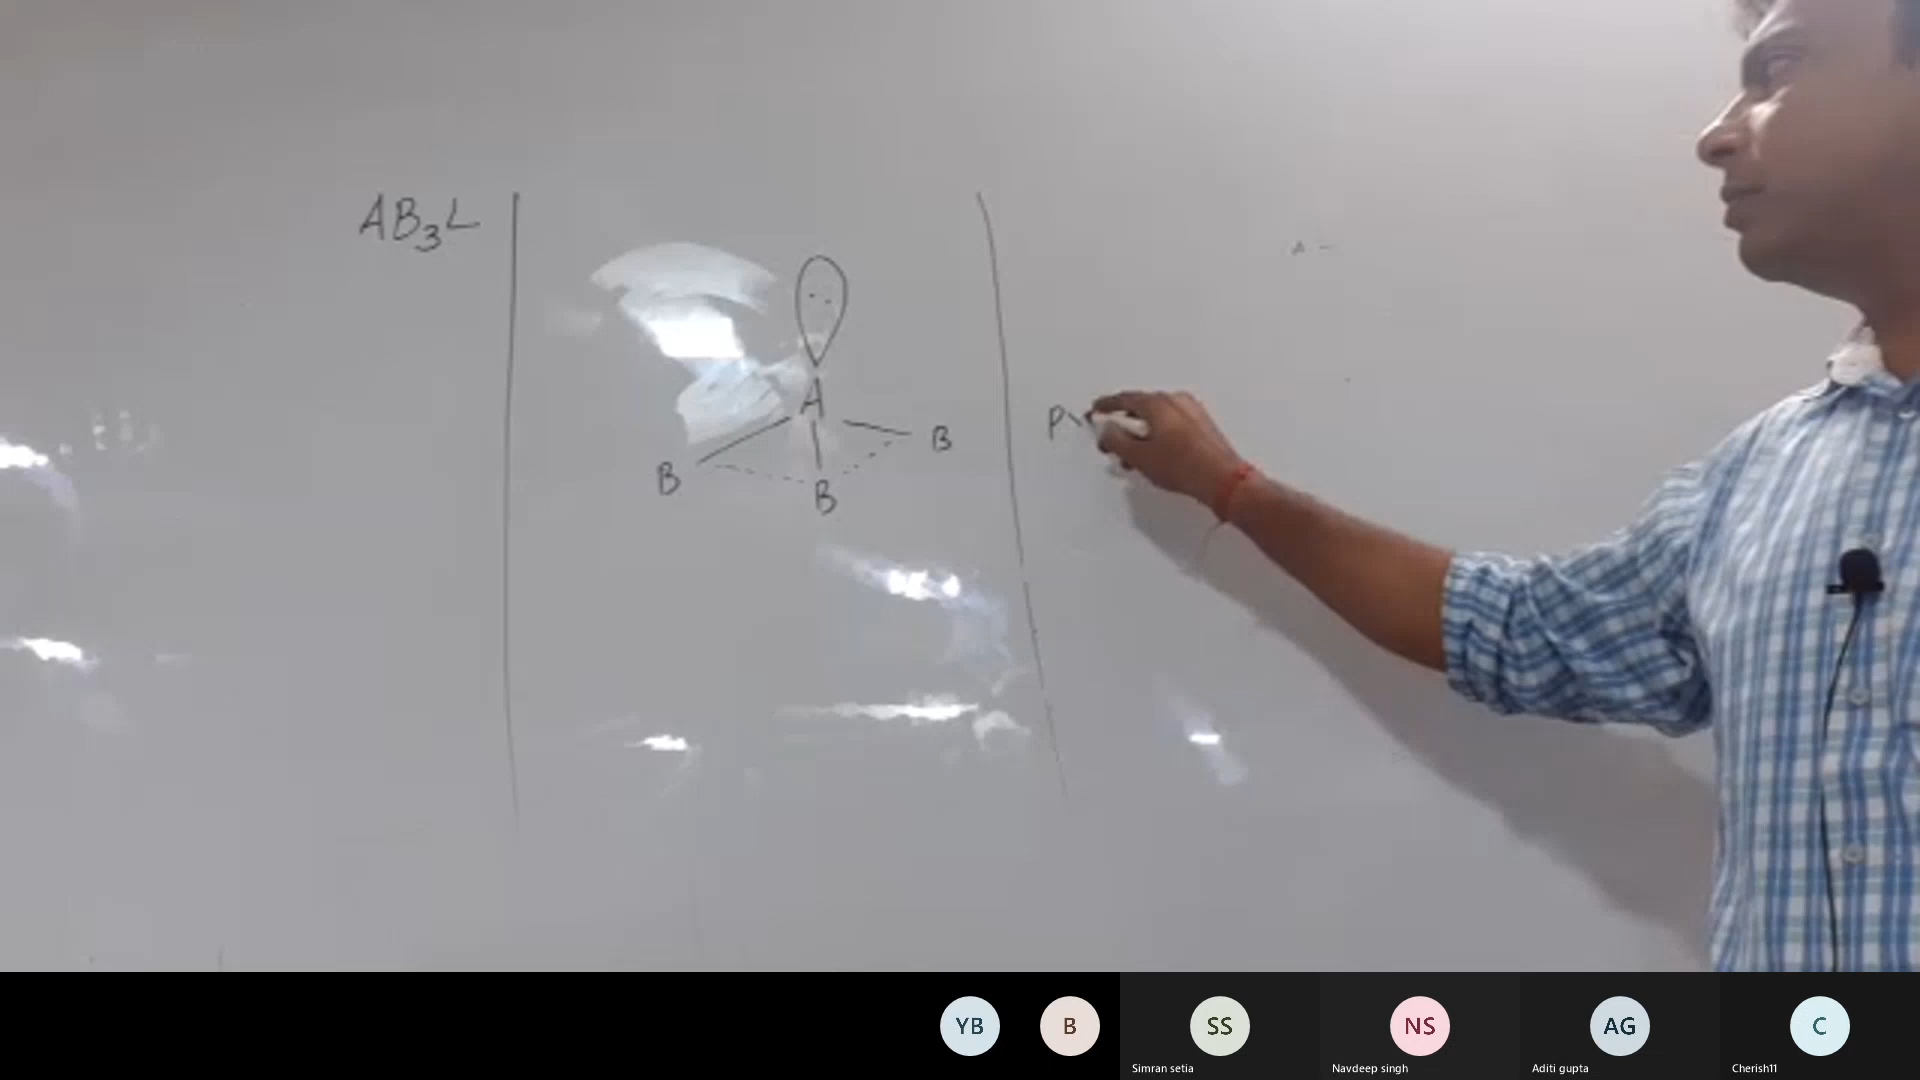 AB₃L
A
B
B
B
YB
B
SS
NS
AG
C
Simran setia
Navdeep singh
Aditi gupta
Cherish11